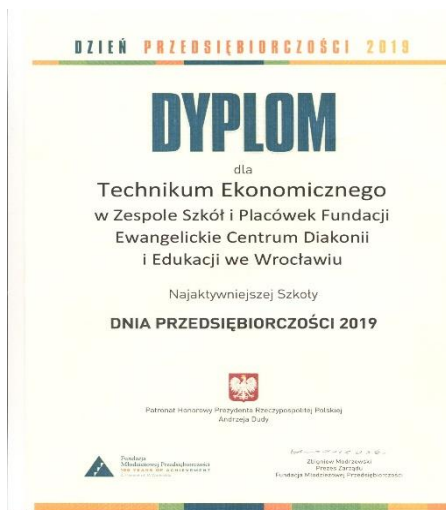 DZIEŃ PRZEDSIĘBIORCZOŚCI 2019
DYPLOM
dla
Technikum Ekonomicznego
w Zespole Szkół i Placówek Fundacji
Ewangelickie Centrum Diakonii
i Edukacji we Wrocławiu
Najaktywniejszej Szkoły
DNIA PRZEDSIĘBIORCZOŚCI 2019
Patronat Honorowy Prezydenta Rzeczypospolitej Polskiej
Andrzeja Dudy
Fundacja
Młodzieżowej Przedsiębiorczości
Zbigniew Modrzewski
Prezes Zarządu
Fundacja Młodzieżowej Przedsiębiorczości